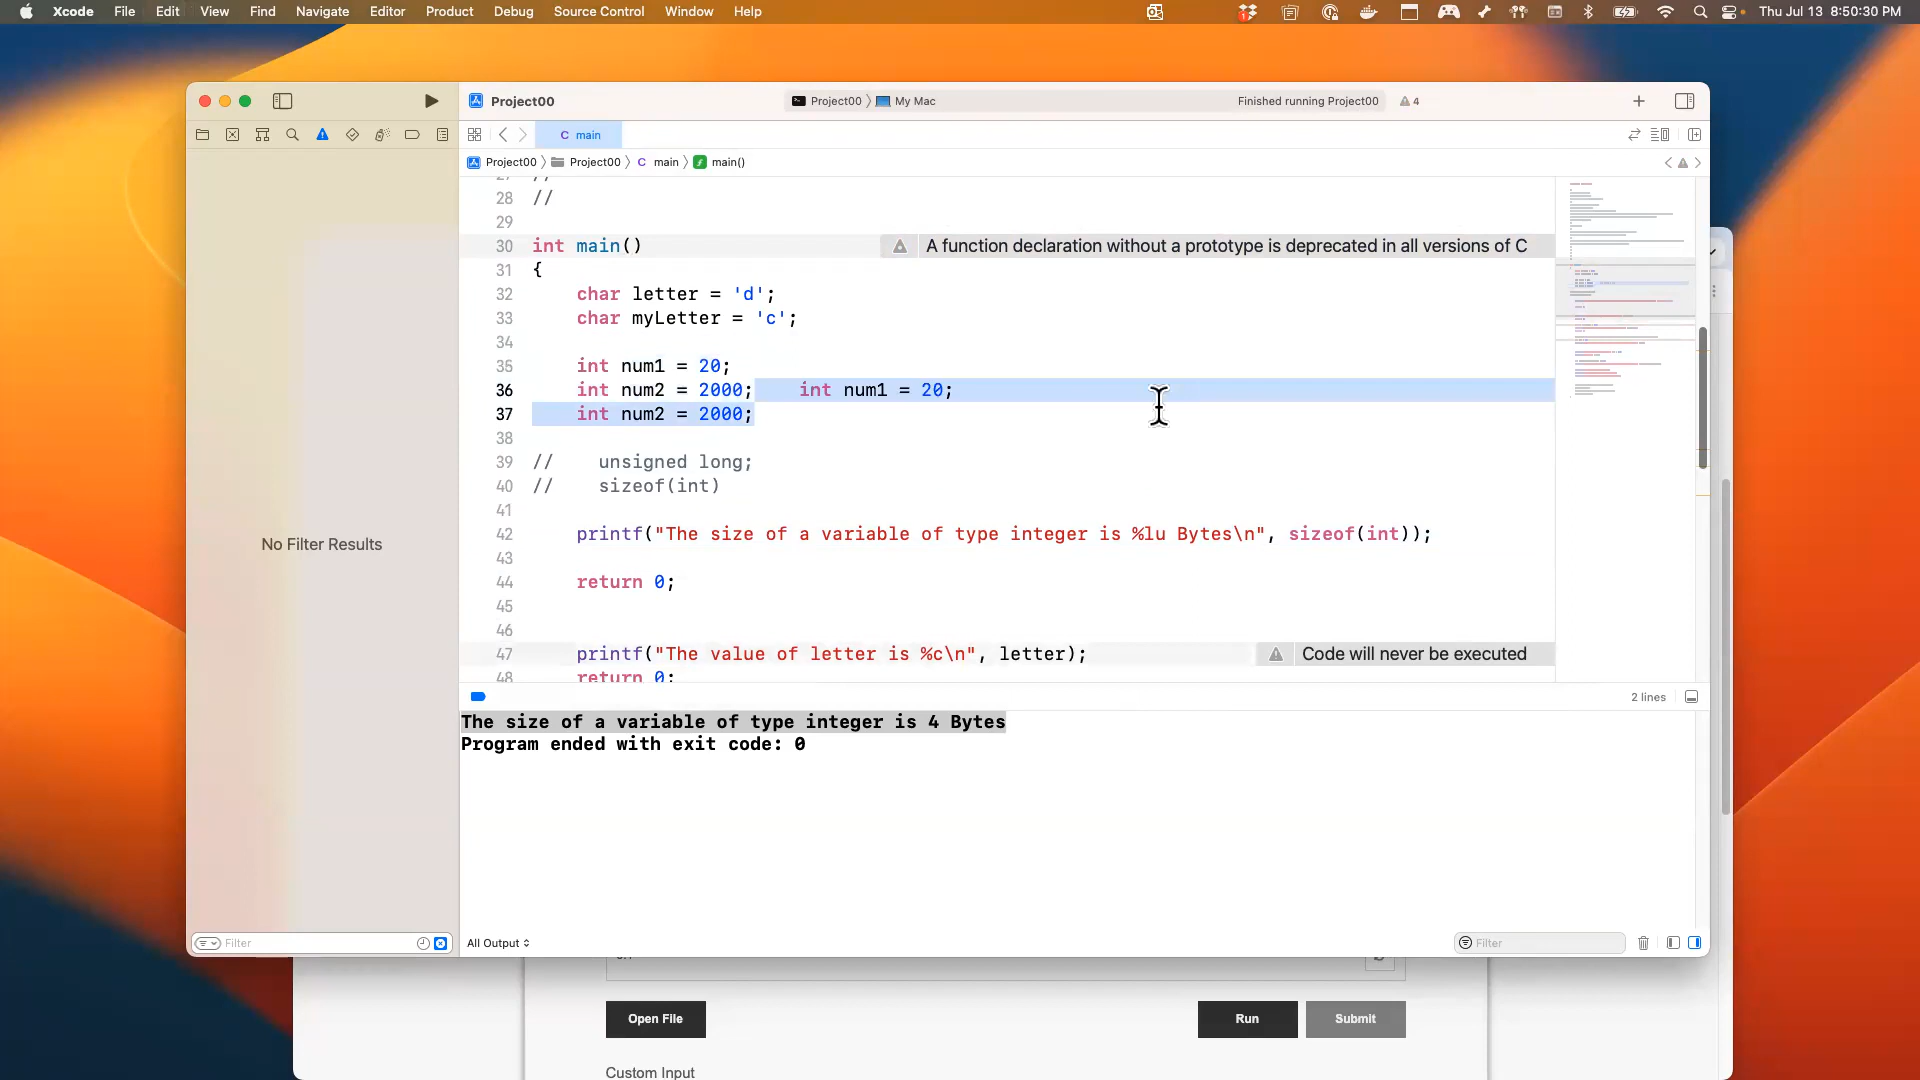 Xcode File Edit View Find Navigate Editor Product Debug Source Control Window Help Thu Jul 13 8:50:30 PM
Project00 Project00 My Mac Finished running Project00 4
C main
Project00 Project00 C main main()
28 //
29
30 int main() A function declaration without a prototype is deprecated in all versions of C
31 {
32 char letter = 'd';
33 char myLetter = 'c';
34
35 int num1 = 20;
36 int num2 = 2000;    int num1 = 20;
37 int num2 = 2000;
38
39 //    unsigned long;
40 //    sizeof(int)
41
42 printf("The size of a variable of type integer is %lu Bytes\n", sizeof(int));
43
44 return 0;
45
46
47 printf("The value of letter is %c\n", letter); Code will never be executed
48 return 0;
No Filter Results
2 lines
The size of a variable of type integer is 4 Bytes
Program ended with exit code: 0
Filter All Output Filter
Open File Run Submit
Custom Input